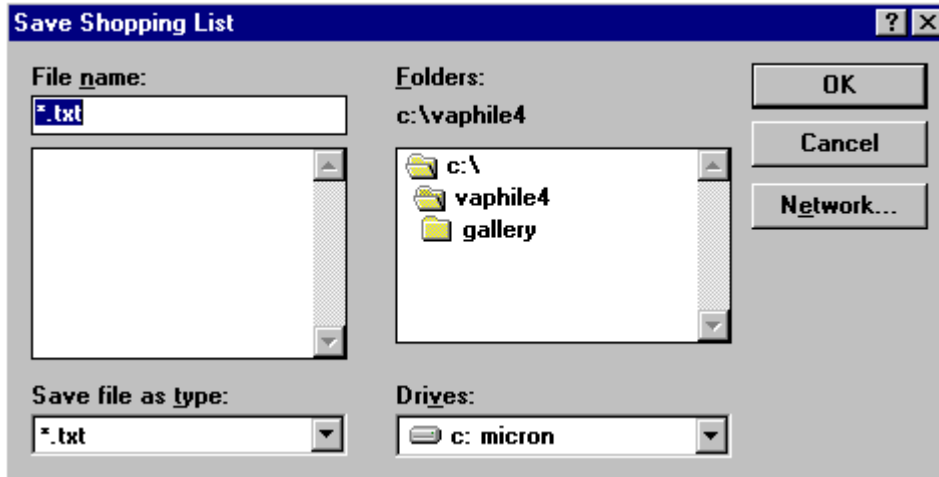 Save Shopping List
File name:
*.txt
Folders:
c:\vaphile4
c:\
vaphile4
gallery
OK
Cancel
Network...
Save file as type:
*.txt
Drives:
c: micron